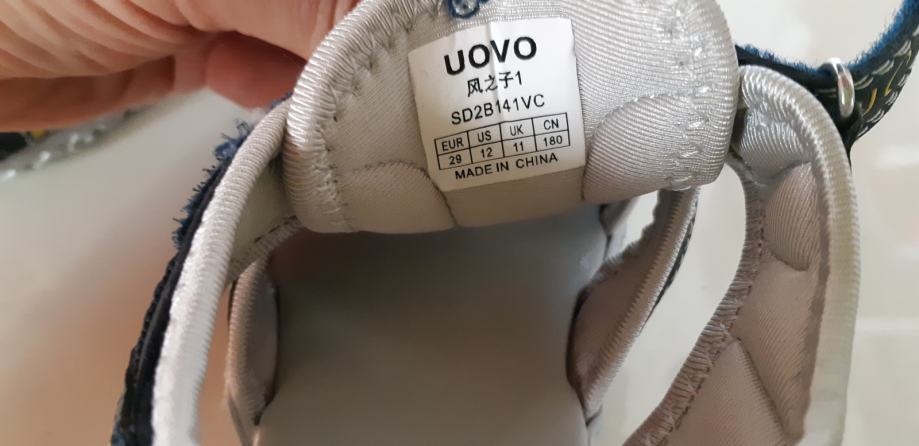 UOVO
风之子1
SD2B141VC
EUR US UK CN
29 12 11 180
MADE IN CHINA